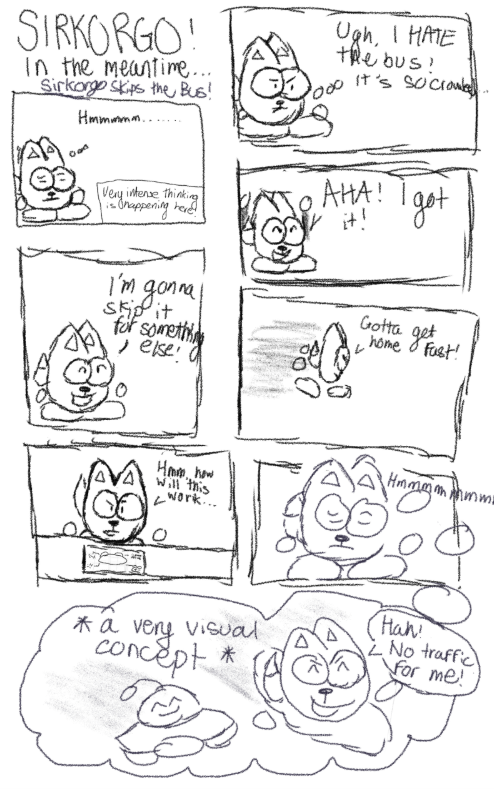 SIRKORGO!
In the meantime...
Sirkorgo Skips the Bus!
Hmmmmm.......
Very intense thinking
is happening here!
Ugh, I HATE
the bus!
it's so crowded...
AHA! I got
it!
I'm gonna
skip it
for something
else!
Gotta get
home fast!
Hmm, how
will this
work...
Hmmmmmmmm
* a very visual
concept *
Hah!
No traffic
for me!